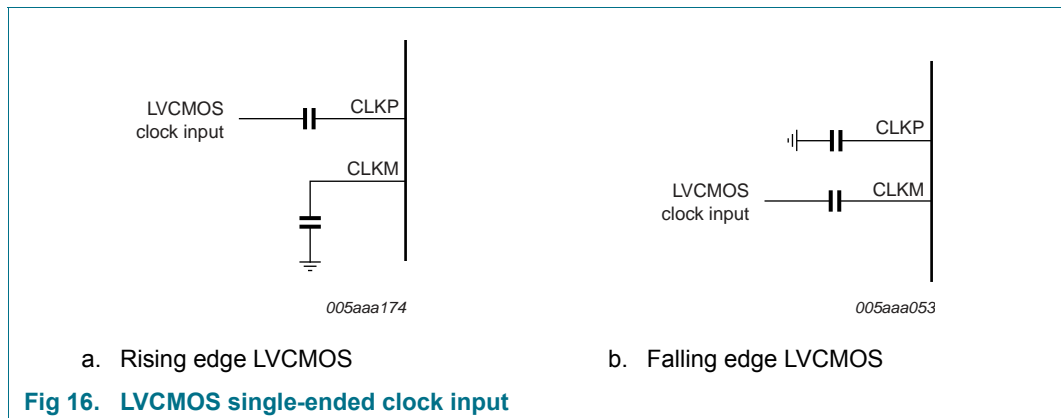 LVCMOS
clock input
CLKP
CLKM
005aaa174
a. Rising edge LVCMOS
CLKP
LVCMOS
clock input
CLKM
005aaa053
b. Falling edge LVCMOS
Fig 16. LVCMOS single-ended clock input